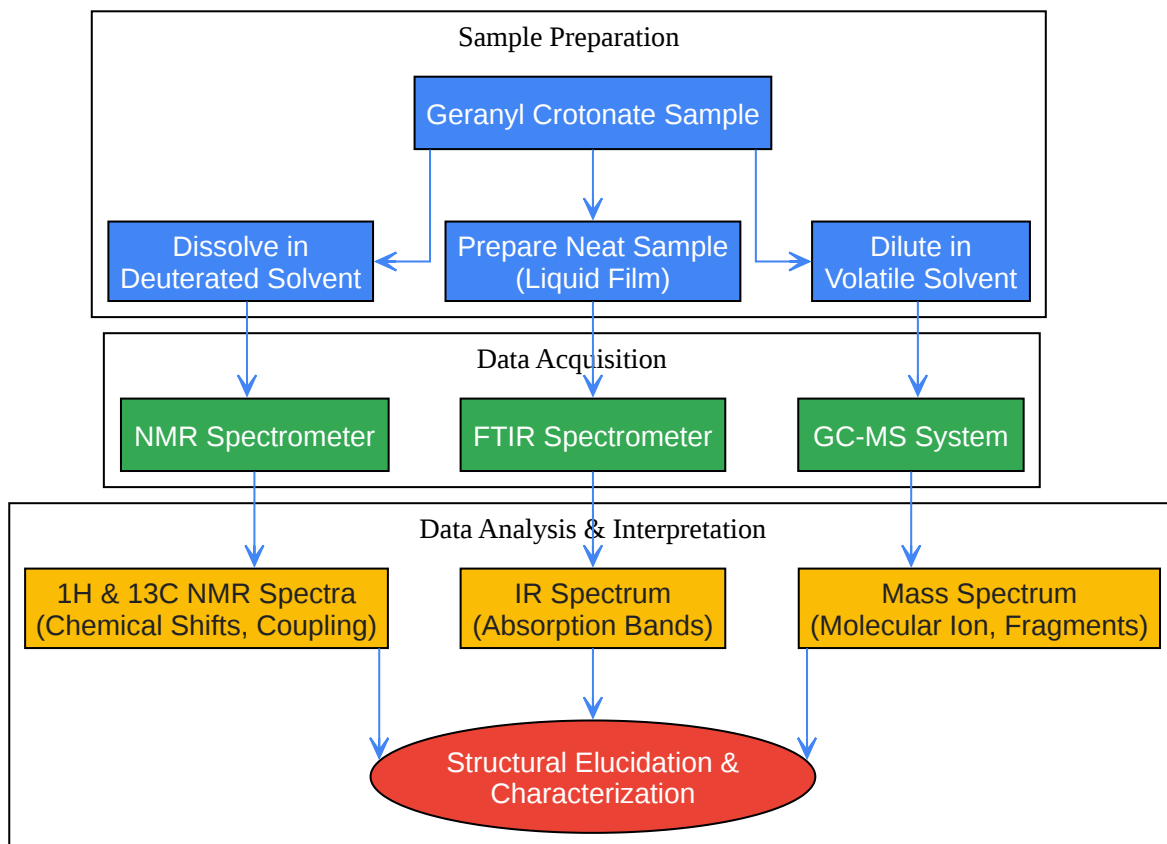 Sample Preparation
Geranyl Crotonate Sample
Dissolve in
Deuterated Solvent
Prepare Neat Sample
(Liquid Film)
Dilute in
Volatile Solvent
Data Acquisition
NMR Spectrometer
FTIR Spectrometer
GC-MS System
Data Analysis & Interpretation
1H & 13C NMR Spectra
(Chemical Shifts, Coupling)
IR Spectrum
(Absorption Bands)
Mass Spectrum
(Molecular Ion, Fragments)
Structural Elucidation &
Characterization